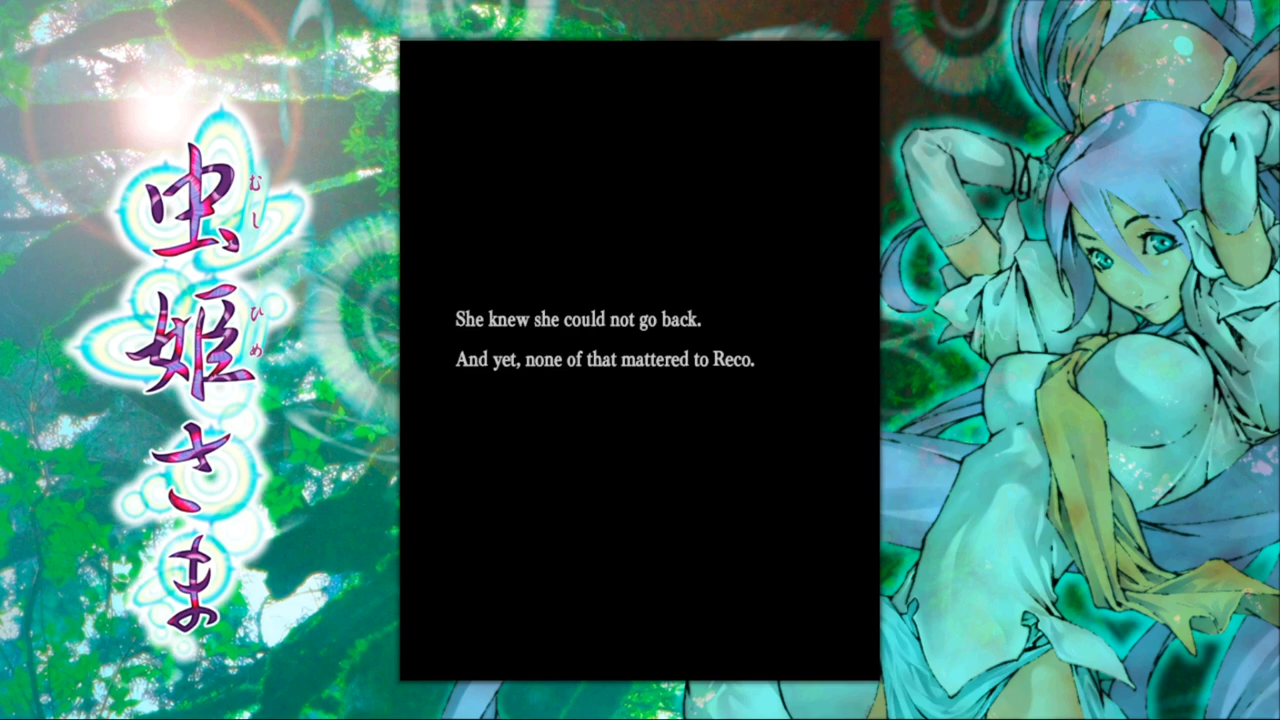 虫姫さま
むし
ひめ
She knew she could not go back.
And yet, none of that mattered to Reco.